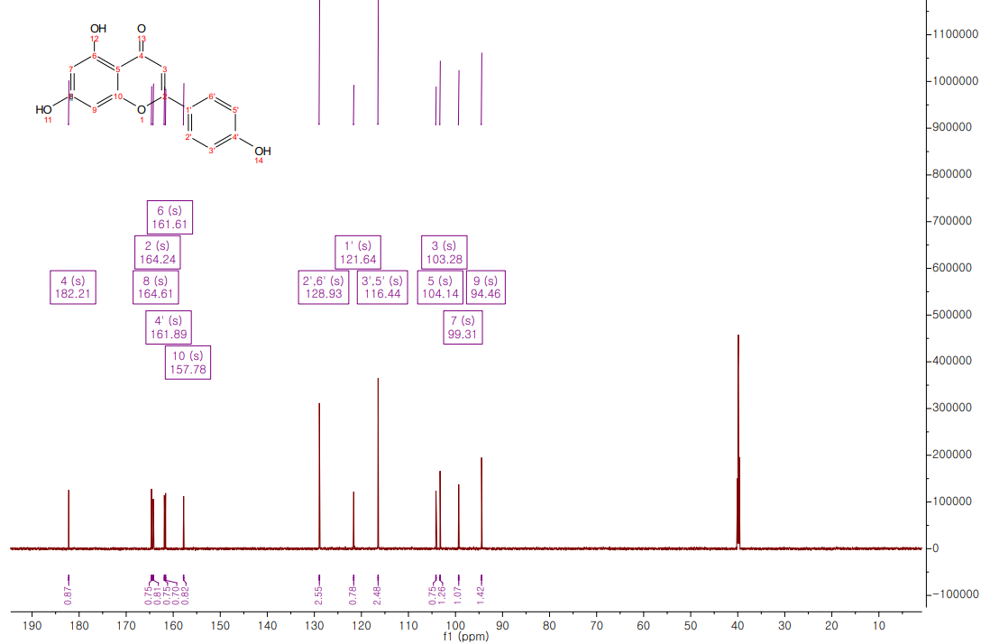 OH
12
O
13
6
4
7
5
3
8
2
10
9
HO
11
O
1
1'
6'
5'
2'
3'
4'
OH
14
6 (s)
161.61
2 (s)
164.24
1' (s)
121.64
3 (s)
103.28
4 (s)
182.21
8 (s)
164.61
2',6' (s)
128.93
3',5' (s)
116.44
5 (s)
104.14
9 (s)
94.46
4' (s)
161.89
7 (s)
99.31
10 (s)
157.78
1100000
1000000
900000
800000
700000
600000
500000
400000
300000
200000
100000
0
-100000
0.87
0.75
0.81
0.75
0.70
0.82
2.55
0.78
2.48
0.75
1.26
1.07
1.42
190 180 170 160 150 140 130 120 110 100 90 80 70 60 50 40 30 20 10
f1 (ppm)